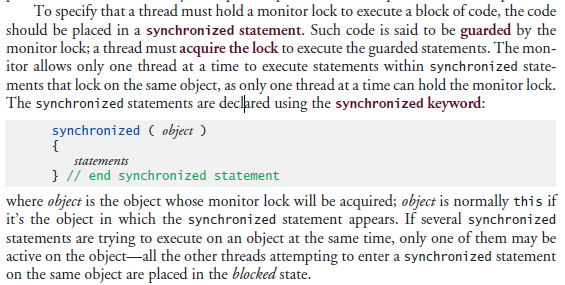 To specify that a thread must hold a monitor lock to execute a block of code, the code
should be placed in a synchronized statement. Such code is said to be guarded by the
monitor lock; a thread must acquire the lock to execute the guarded statements. The mon-
itor allows only one thread at a time to execute statements within synchronized state-
ments that lock on the same object, as only one thread at a time can hold the monitor lock.
The synchronized statements are declared using the synchronized keyword:
synchronized ( object )
{
statements
} // end synchronized statement
where object is the object whose monitor lock will be acquired; object is normally this if
it's the object in which the synchronized statement appears. If several synchronized
statements are trying to execute on an object at the same time, only one of them may be
active on the object—all the other threads attempting to enter a synchronized statement
on the same object are placed in the blocked state.